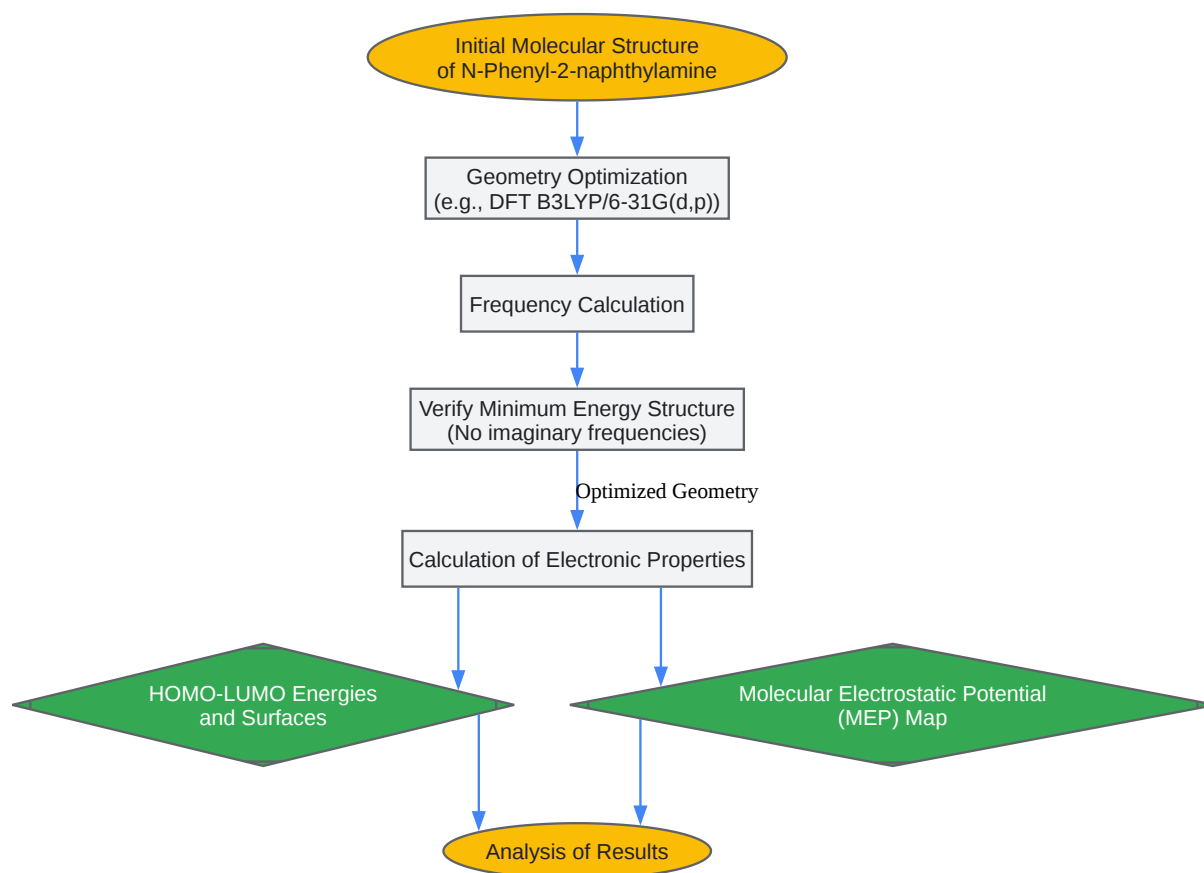 Initial Molecular Structure
of N-Phenyl-2-naphthylamine
Geometry Optimization
(e.g., DFT B3LYP/6-31G(d,p))
Frequency Calculation
Verify Minimum Energy Structure
(No imaginary frequencies)
Optimized Geometry
Calculation of Electronic Properties
HOMO-LUMO Energies
and Surfaces
Molecular Electrostatic Potential
(MEP) Map
Analysis of Results